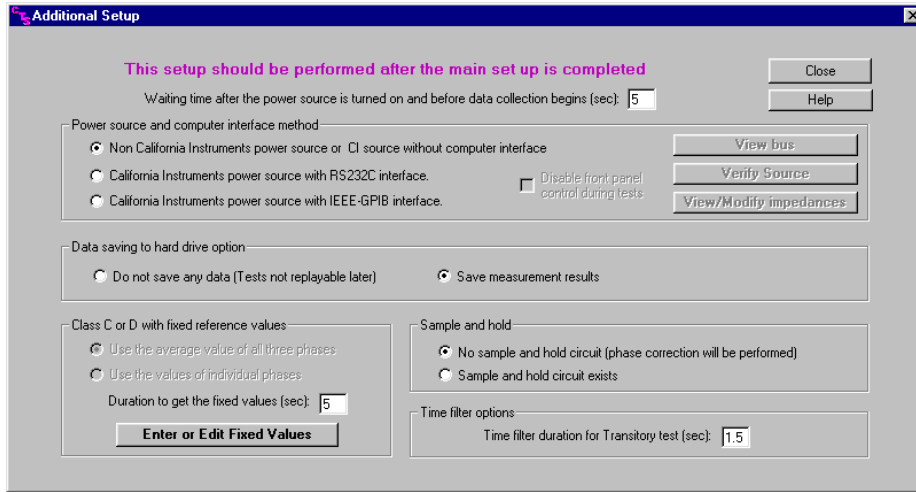 CTS Additional Setup
This setup should be performed after the main set up is completed
Close
Waiting time after the power source is turned on and before data collection begins (sec): 5
Help
Power source and computer interface method
Non California Instruments power source or CI source without computer interface
View bus
California Instruments power source with RS232C interface.
Disable front panel
control during tests
Verify Source
California Instruments power source with IEEE-GPIB interface.
View/Modify impedances
Data saving to hard drive option
Do not save any data (Tests not replayable later)
Save measurement results
Class C or D with fixed reference values
Use the average value of all three phases
Use the values of individual phases
Duration to get the fixed values (sec): 5
Enter or Edit Fixed Values
Sample and hold
No sample and hold circuit (phase correction will be performed)
Sample and hold circuit exists
Time filter options
Time filter duration for Transitory test (sec): 1.5